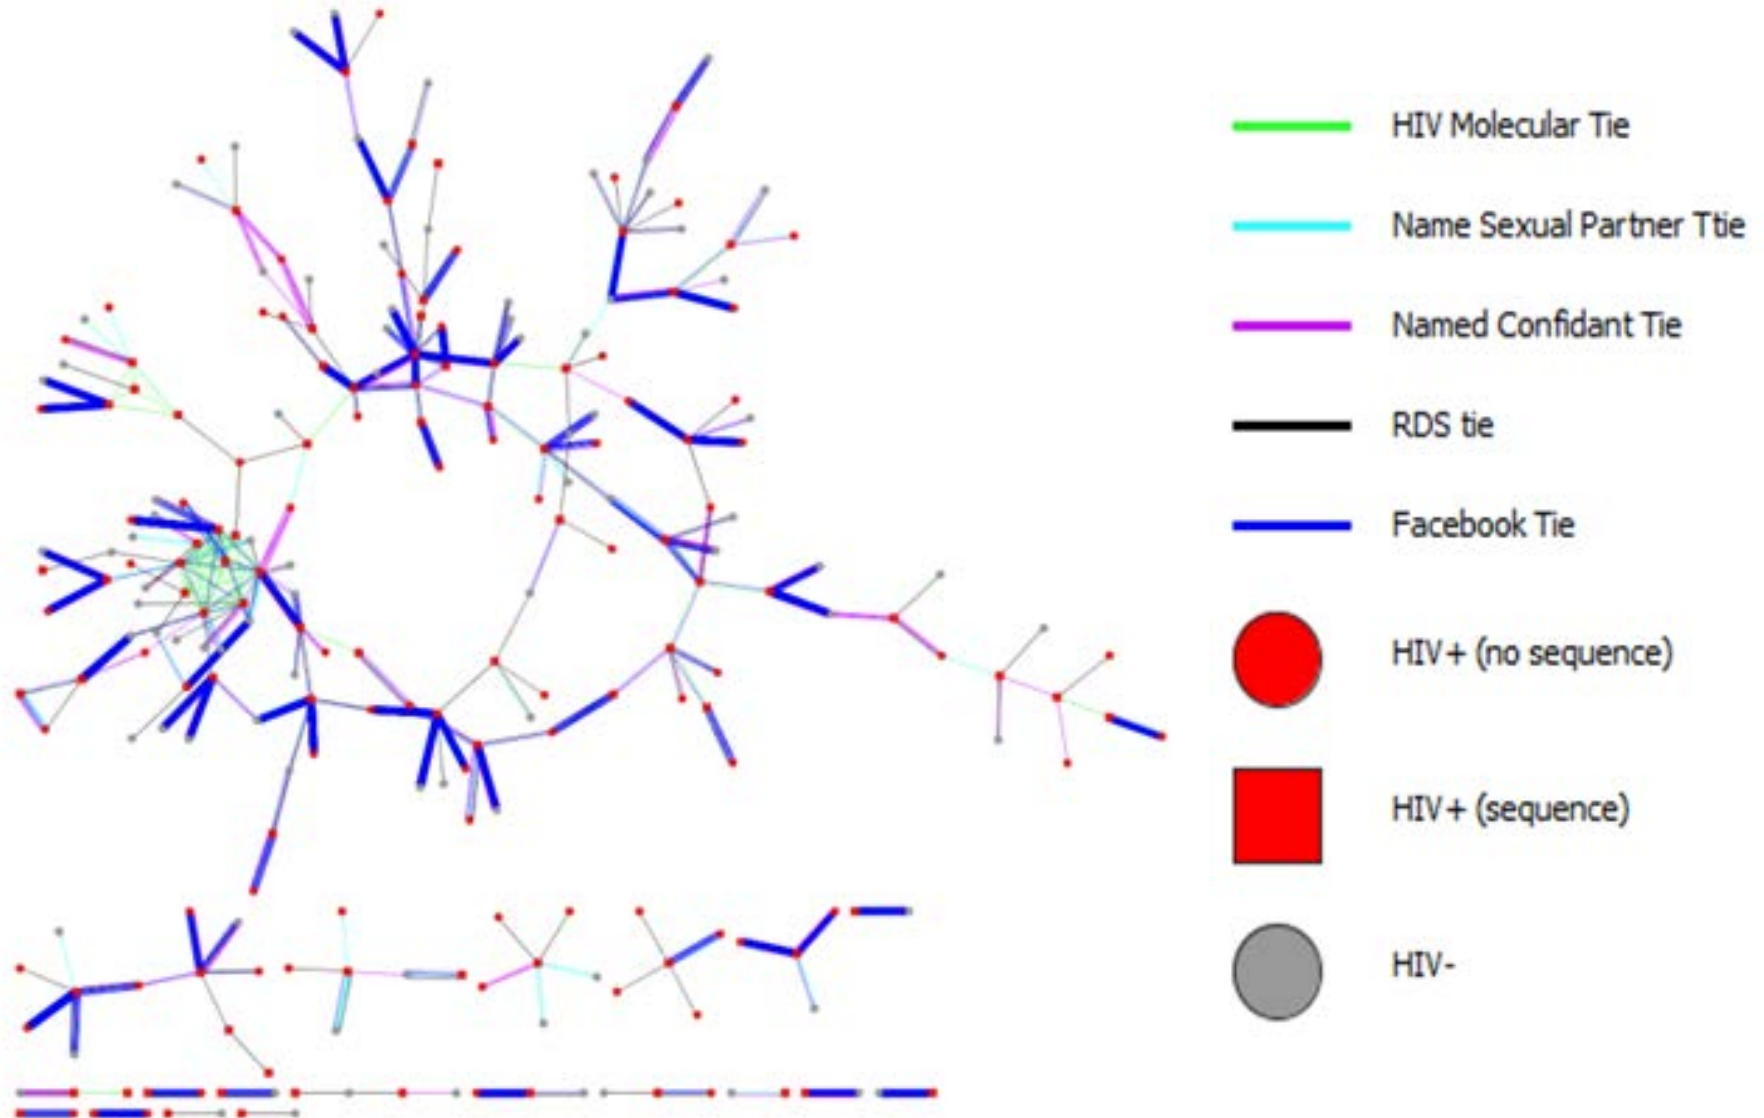 HIV Molecular Tie
Name Sexual Partner Ttie
Named Confidant Tie
RDS tie
Facebook Tie
HIV+ (no sequence)
HIV+ (sequence)
HIV-